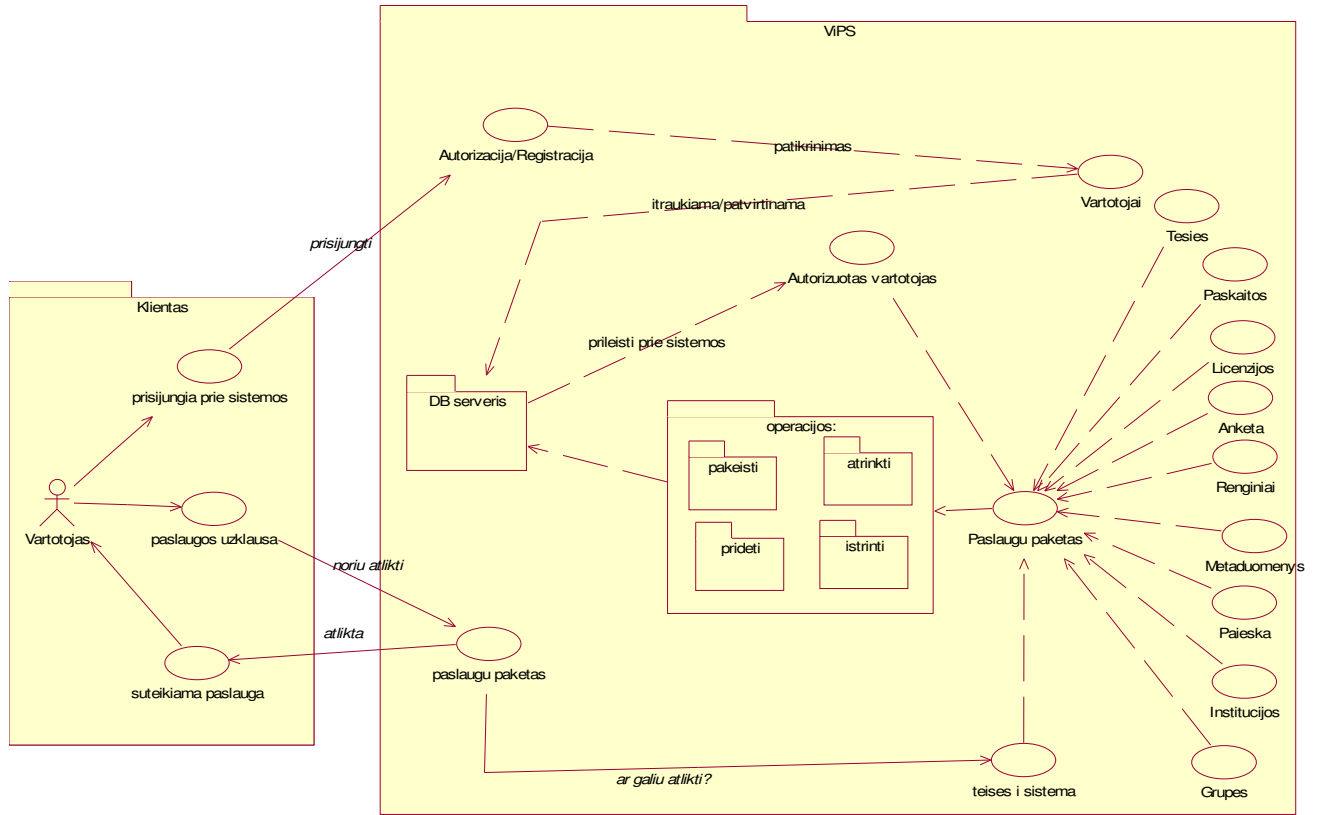 ViPS
Autorizacija/Registracija
patikrinimas
Vartotojai
itraukiama/patvirtinama
Tesies
prisijungti
Autorizuotas vartotojas
Paskaitos
Klientas
prileisti prie sistemos
Licenzijos
prisijungia prie sistemos
DB serveris
operacijos:
Anketa
pakeisti
atrinkti
Renginiai
Vartotojas
paslaugos uzklausa
prideti
istrinti
Paslaugu paketas
noriu atlikti
Metaduomenys
atlikta
Paieska
suteikiama paslauga
paslaugu paketas
Institucijos
ar galiu atlikti?
teises i sistema
Grupes